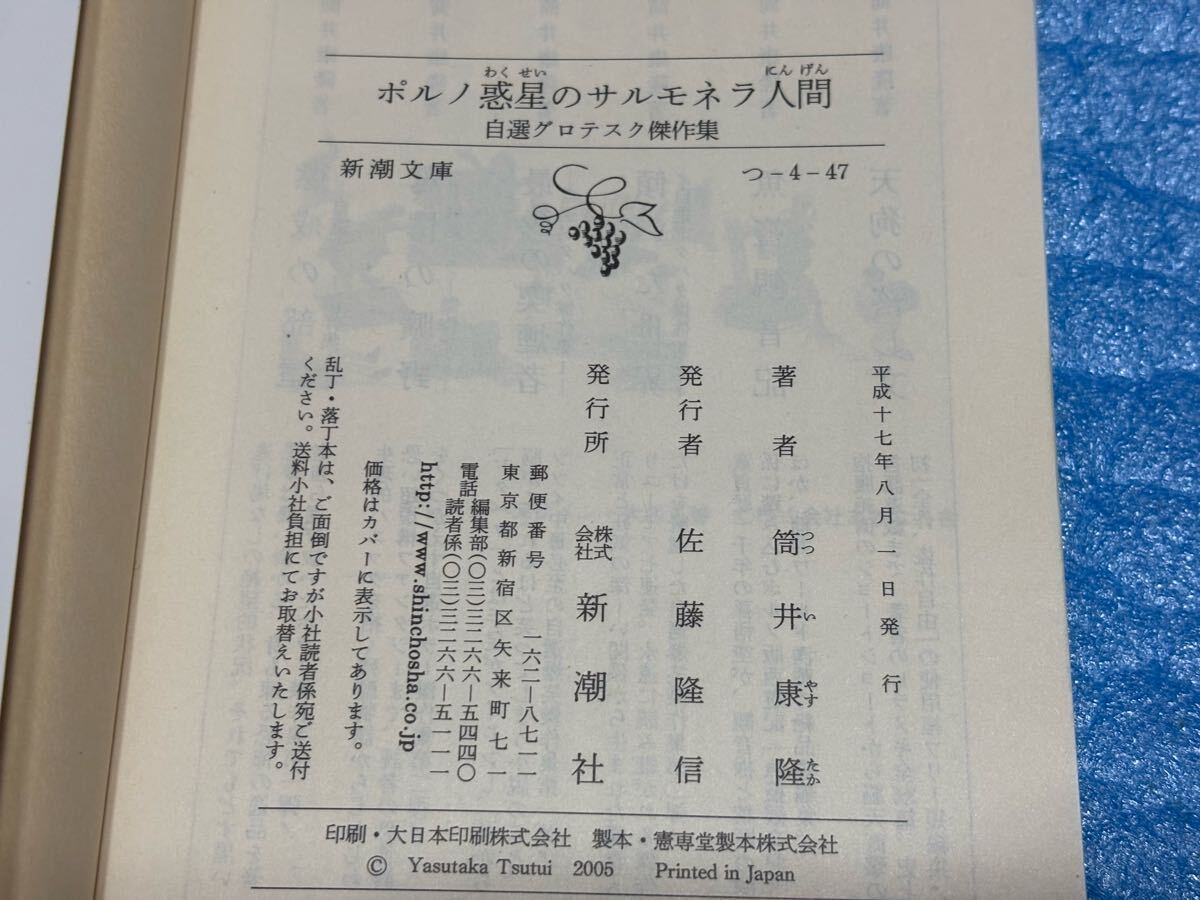 ポルノ惑星のサルモネラ人間
自選グロテスク傑作集
新潮文庫 つ-4-47
平成十七年八月一日発行
著者 筒井康隆
発行者 佐藤隆信
発行所 株式会社 新潮社
郵便番号 一六二―八七一一
東京都新宿区矢来町七一
電話 編集部(〇三)三二六六―五四四〇
読者係(〇三)三二六六―五一一一
http://www.shinchosha.co.jp
価格はカバーに表示してあります。
乱丁・落丁本は、ご面倒ですが小社読者係宛ご送付
ください。送料小社負担にてお取替えいたします。
印刷・大日本印刷株式会社 製本・憲専堂製本株式会社
© Yasutaka Tsutui 2005 Printed in Japan